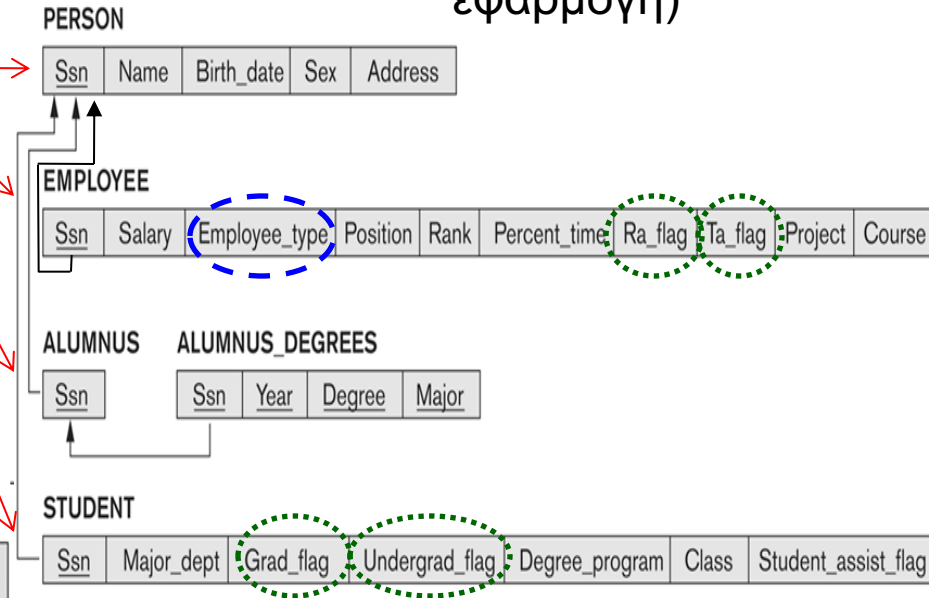 εφαρμογή)
PERSON
Ssn Name Birth_date Sex Address
EMPLOYEE
Ssn Salary Employee_type Position Rank Percent_time Ra_flag Ta_flag Project Course
ALUMNUS ALUMNUS_DEGREES
Ssn Ssn Year Degree Major
STUDENT
Ssn Major_dept Grad_flag Undergrad_flag Degree_program Class Student_assist_flag